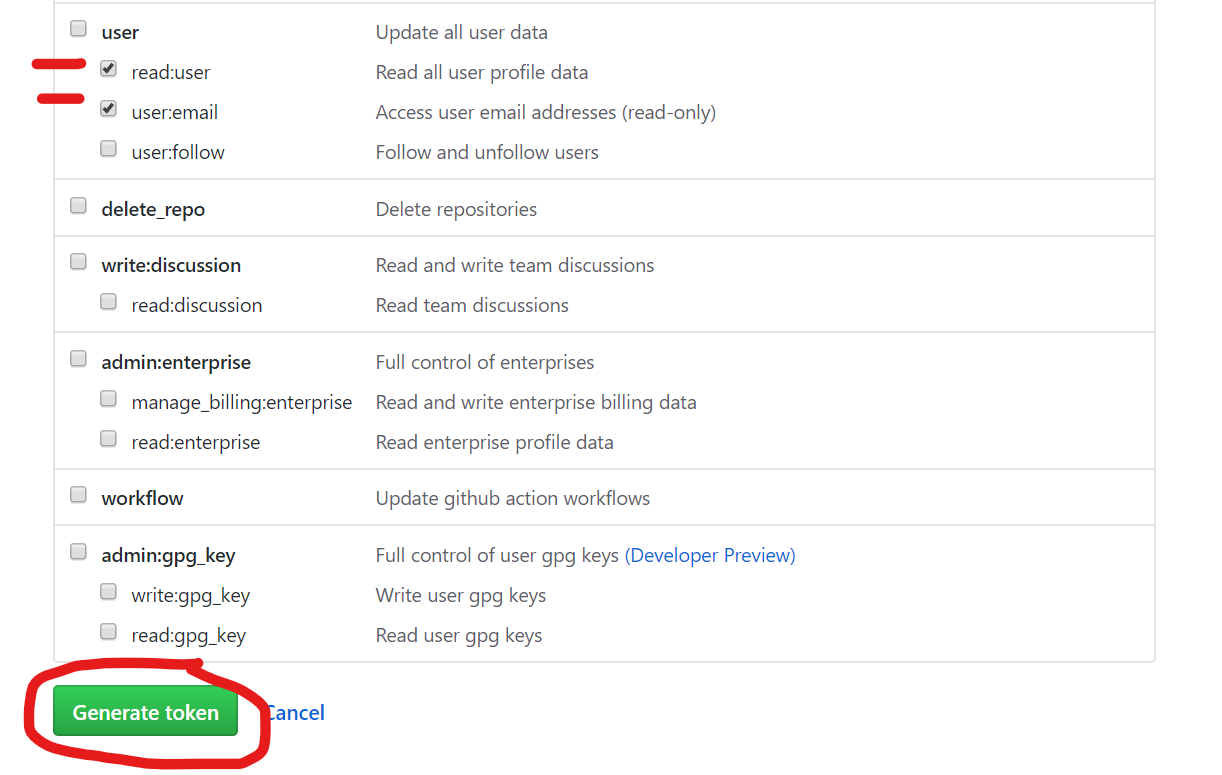 user Update all user data
read:user Read all user profile data
user:email Access user email addresses (read-only)
user:follow Follow and unfollow users
delete_repo Delete repositories
write:discussion Read and write team discussions
read:discussion Read team discussions
admin:enterprise Full control of enterprises
manage_billing:enterprise Read and write enterprise billing data
read:enterprise Read enterprise profile data
workflow Update github action workflows
admin:gpg_key Full control of user gpg keys (Developer Preview)
write:gpg_key Write user gpg keys
read:gpg_key Read user gpg keys
Generate token Cancel